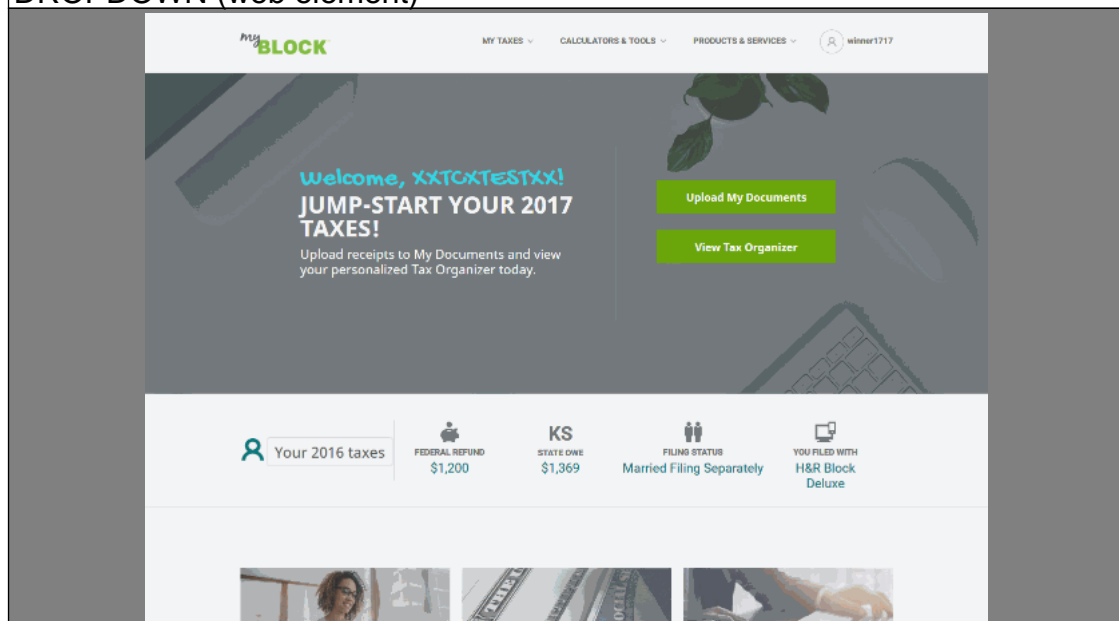 DROPDOWN (web element)
my BLOCK
MY TAXES
CALCULATORS & TOOLS
PRODUCTS & SERVICES
winner1717
Welcome, XXTCXTESTXX!
JUMP-START YOUR 2017
TAXES!
Upload receipts to My Documents and view
your personalized Tax Organizer today.
Upload My Documents
View Tax Organizer
Your 2016 taxes
FEDERAL REFUND
$1,200
KS
STATE OWE
$1,369
FILING STATUS
Married Filing Separately
YOU FILED WITH
H&R Block
Deluxe